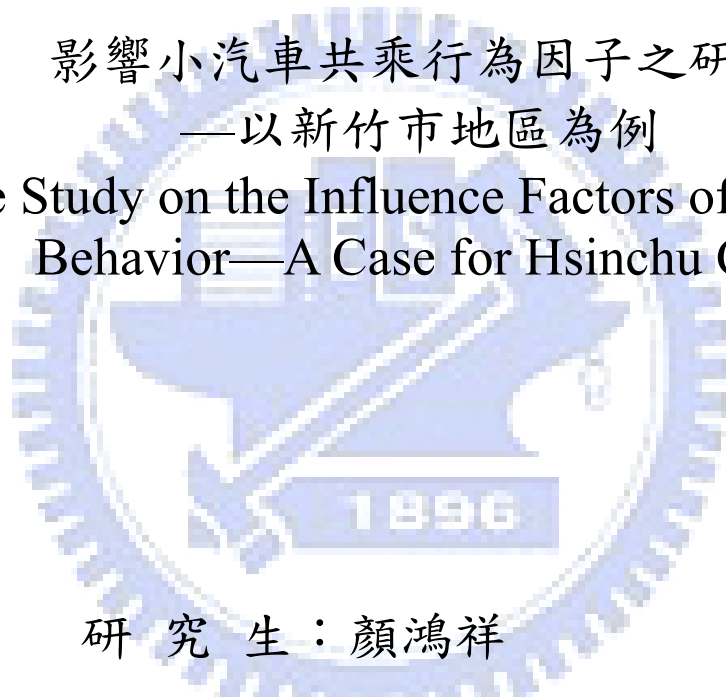 影響小汽車共乘行為因子之研
—以新竹市地區為例
e Study on the Influence Factors of
Behavior—A Case for Hsinchu
1896
研 究 生：顏鴻祥